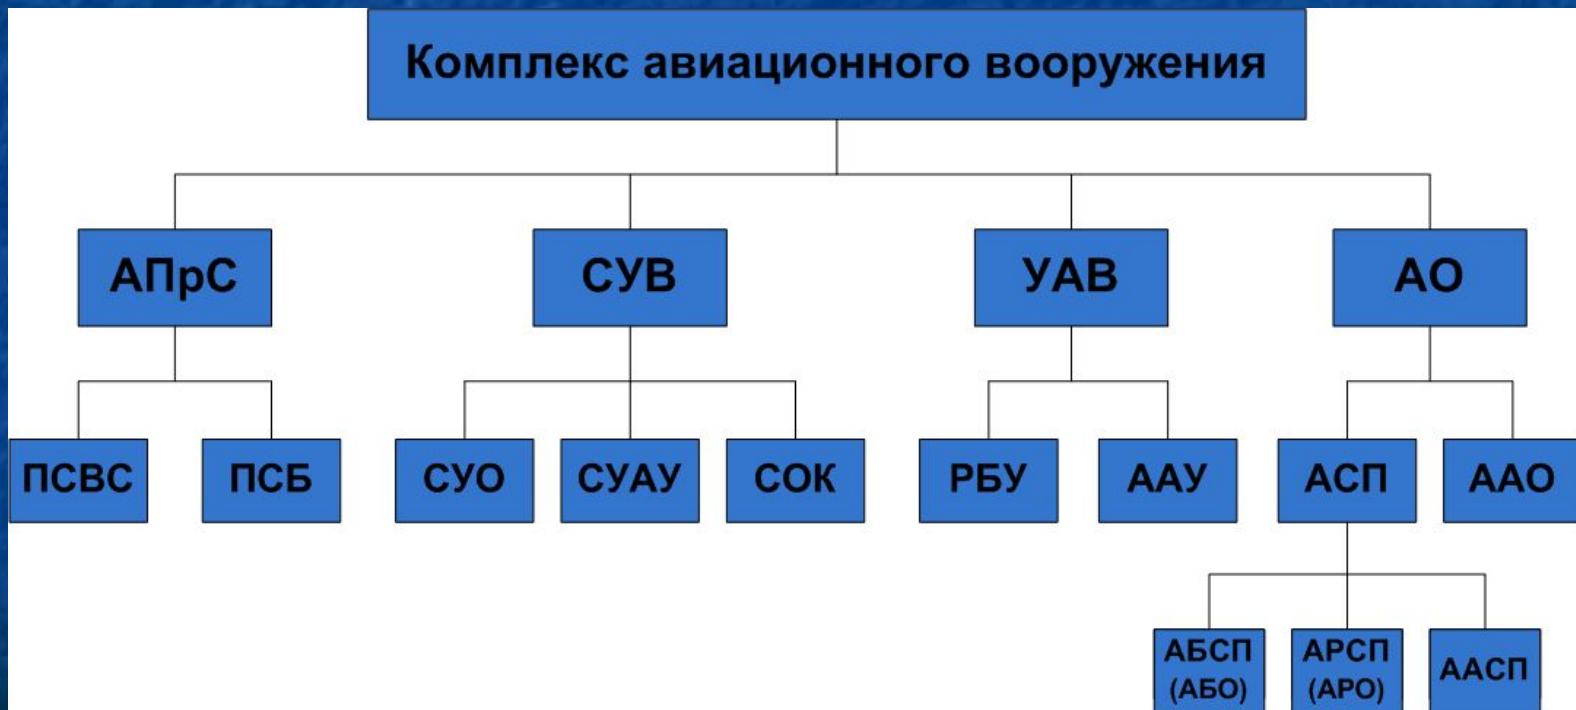 Комплекс авиационного вооружения
АПрС
СУВ
УАВ
АО
ПСВС
ПСБ
СУО
СУАУ
СОК
РБУ
ААУ
АСП
ААО
АБСП
(АБО)
АРСП
(АРО)
ААСП